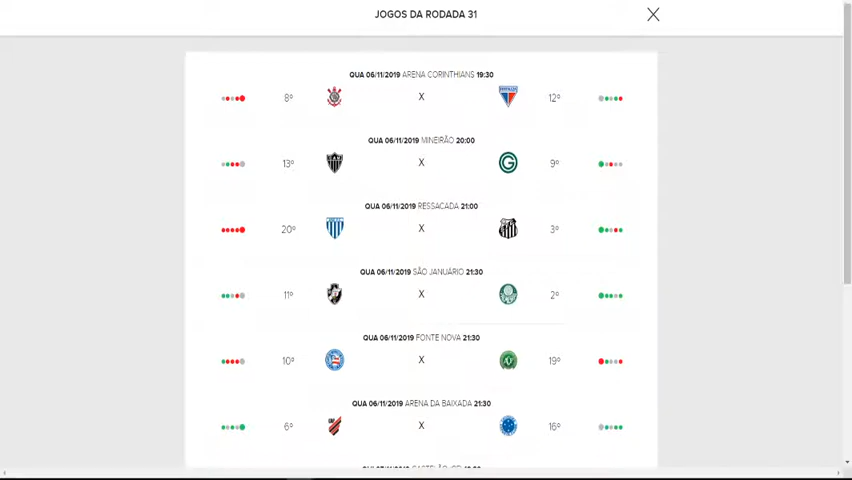 JOGOS DA RODADA 31
QUA 06/11/2019 ARENA CORINTHIANS 19:30
8º X 12º
QUA 06/11/2019 MINEIRÃO 20:00
13º X 9º
QUA 06/11/2019 RESSACADA 21:00
20º X 3º
QUA 06/11/2019 SÃO JANUÁRIO 21:30
11º X 2º
QUA 06/11/2019 FONTE NOVA 21:30
10º X 19º
QUA 06/11/2019 ARENA DA BAIXADA 21:30
6º X 16º